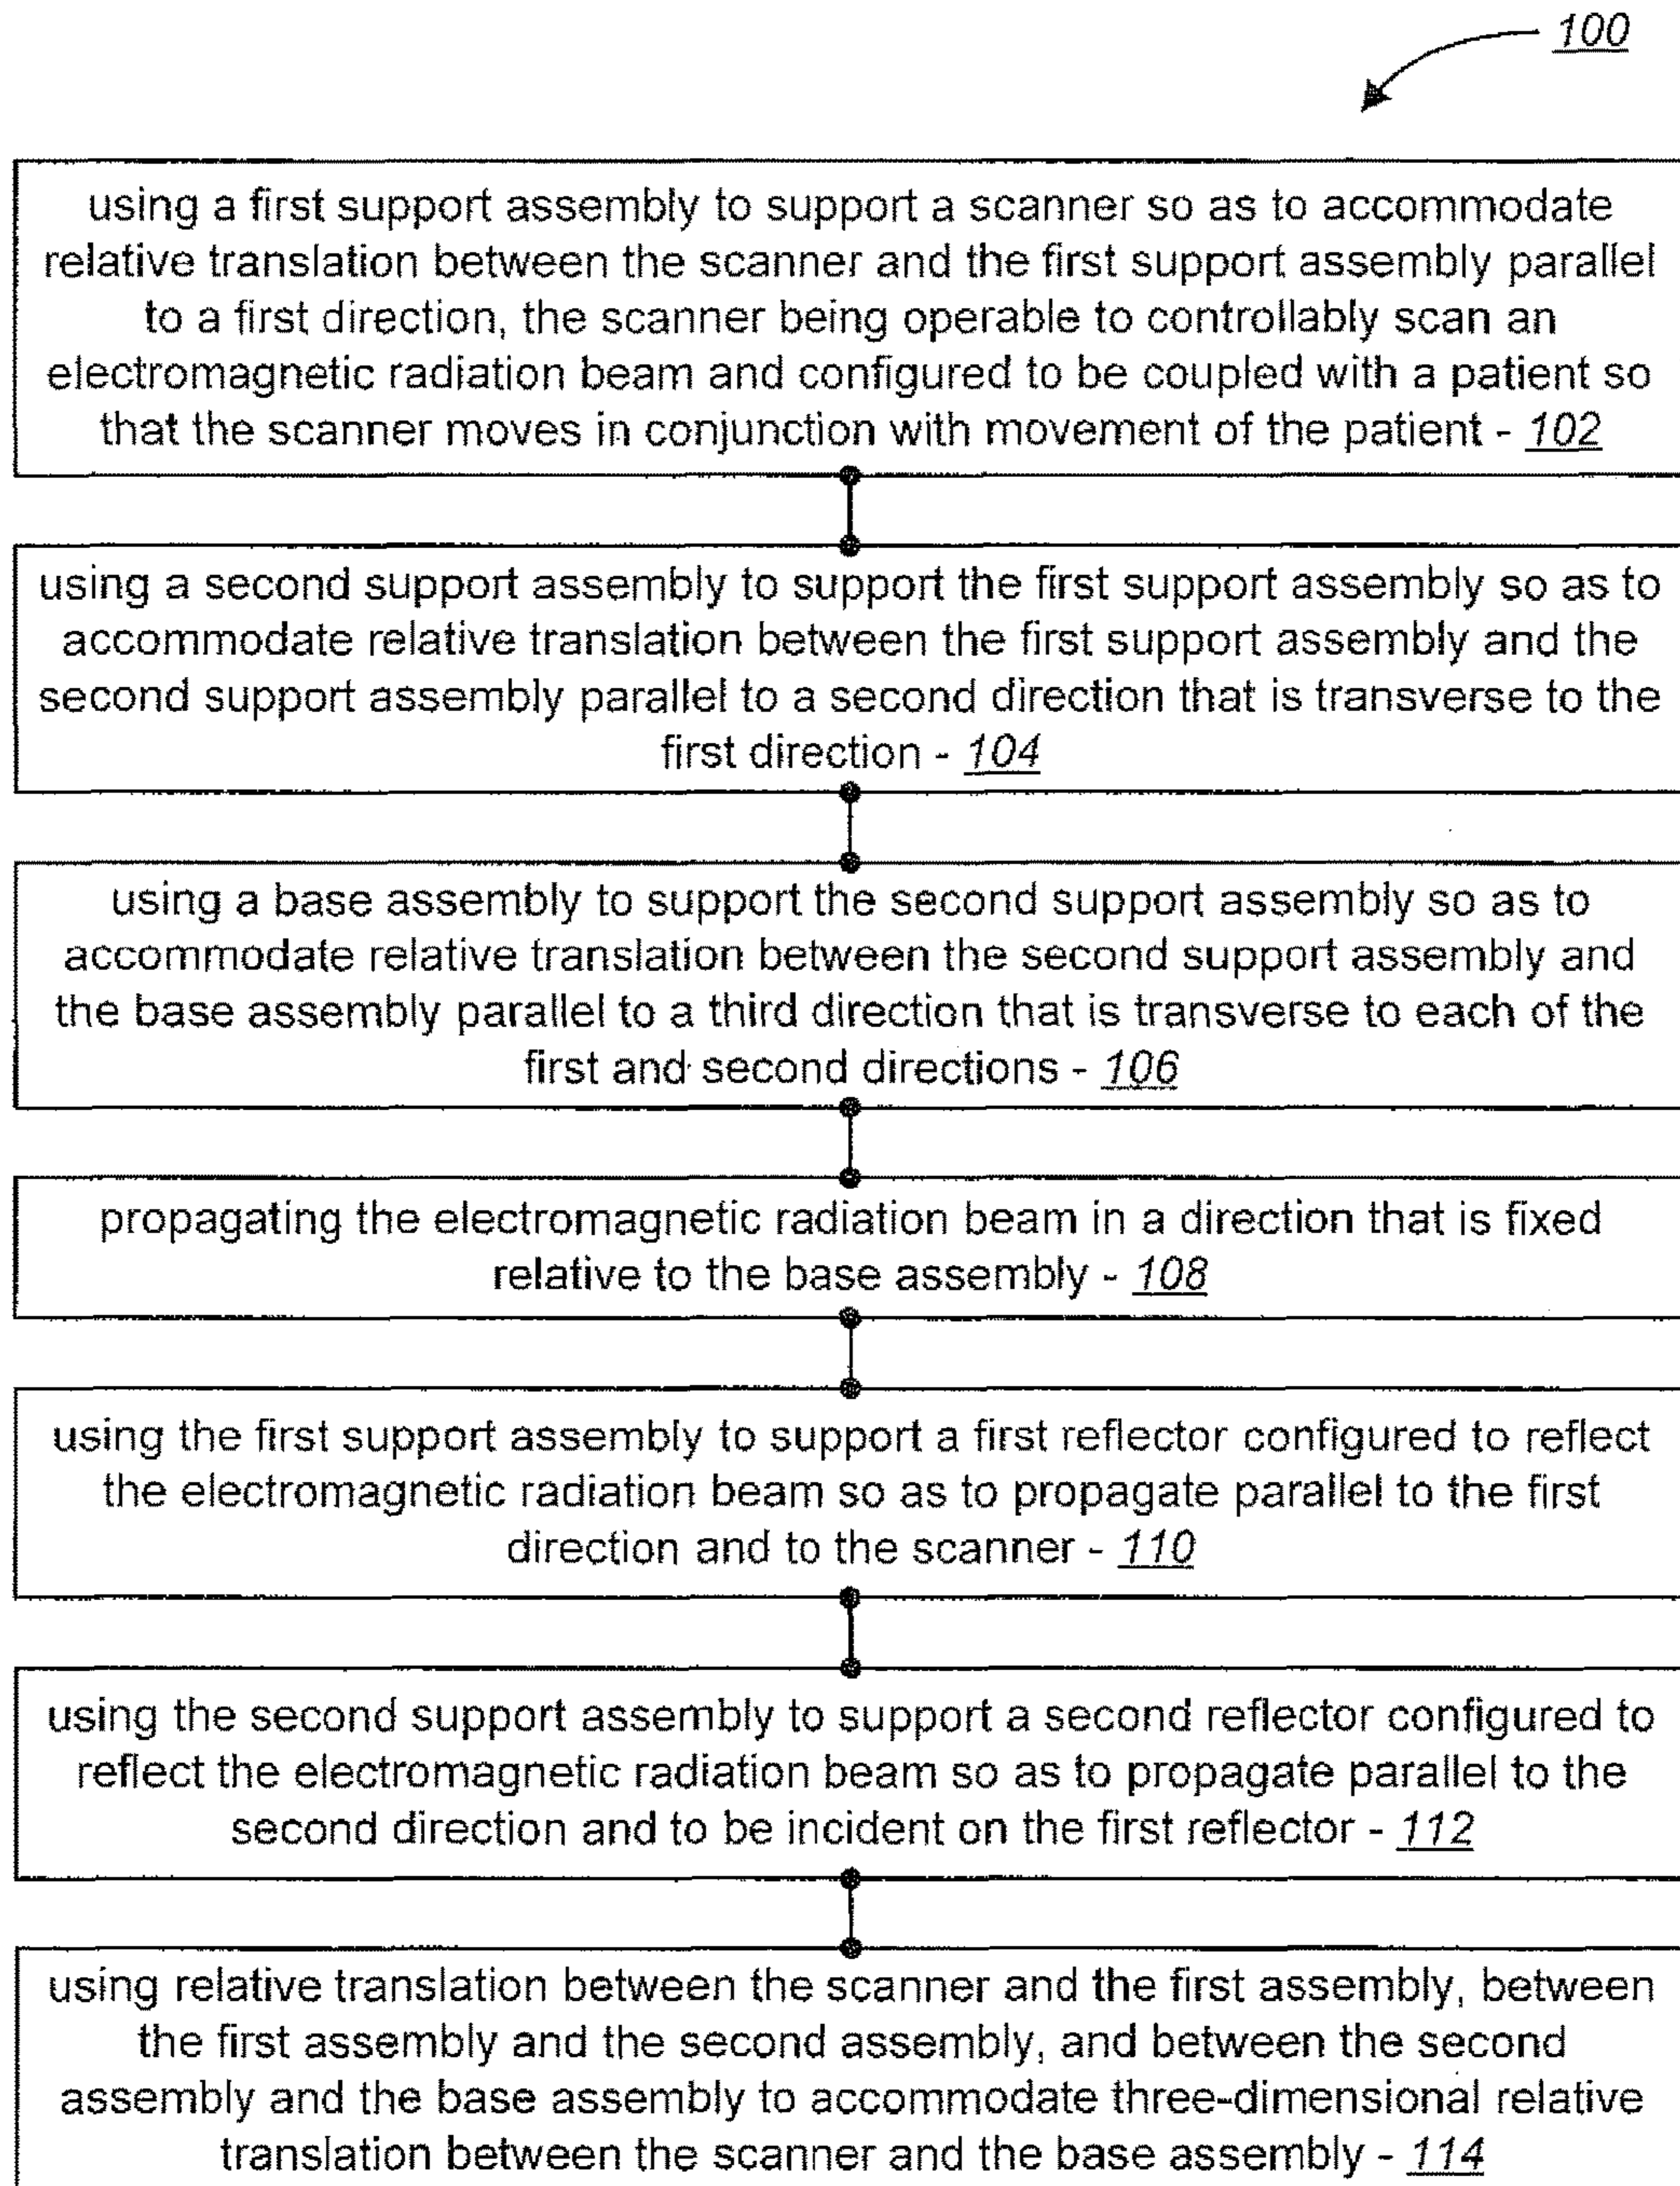 100
using a first support assembly to support a scanner so as to accommodate
relative translation between the scanner and the first support assembly parallel
to a first direction, the scanner being operable to controllably scan an
electromagnetic radiation beam and configured to be coupled with a patient so
that the scanner moves in conjunction with movement of the patient - 102
using a second support assembly to support the first support assembly so as to
accommodate relative translation between the first support assembly and the
second support assembly parallel to a second direction that is transverse to the
first direction - 104
using a base assembly to support the second support assembly so as to
accommodate relative translation between the second support assembly and
the base assembly parallel to a third direction that is transverse to each of the
first and second directions - 106
propagating the electromagnetic radiation beam in a direction that is fixed
relative to the base assembly - 108
using the first support assembly to support a first reflector configured to reflect
the electromagnetic radiation beam so as to propagate parallel to the first
direction and to the scanner - 110
using the second support assembly to support a second reflector configured to
reflect the electromagnetic radiation beam so as to propagate parallel to the
second direction and to be incident on the first reflector - 112
using relative translation between the scanner and the first assembly, between
the first assembly and the second assembly, and between the second
assembly and the base assembly to accommodate three-dimensional relative
translation between the scanner and the base assembly - 114